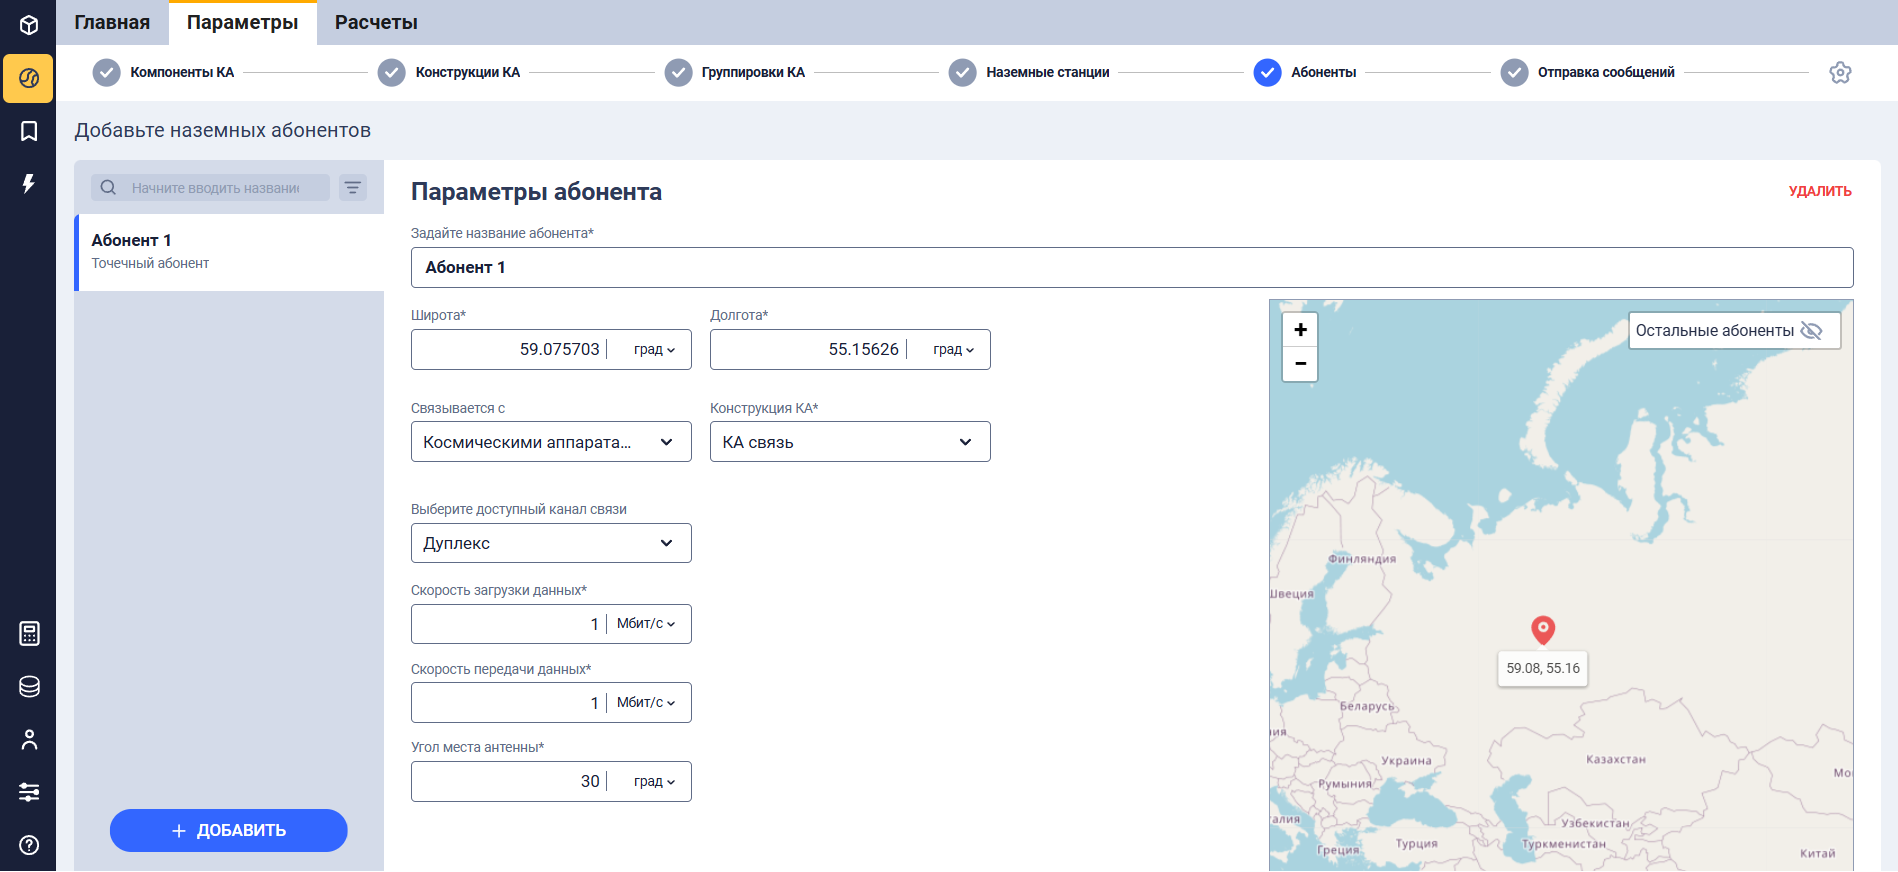 Главная
Параметры
Расчеты
Компоненты КА
Конструкции КА
Группировки КА
Наземные станции
Абоненты
Отправка сообщений
Добавьте наземных абонентов
Начните вводить название
Абонент 1
Точечный абонент
+ ДОБАВИТЬ
Параметры абонента
УДАЛИТЬ
Задайте название абонента*
Абонент 1
Широта*
59.075703 град
Долгота*
55.15626 град
Связывается с
Космическими аппарата...
Конструкция КА*
КА связь
Выберите доступный канал связи
Дуплекс
Скорость загрузки данных*
1 Мбит/с
Скорость передачи данных*
1 Мбит/с
Угол места антенны*
30 град
+
−
Остальные абоненты
Финляндия
Швеция
59.08, 55.16
Беларусь
ия
Украина
Казахстан
Мо
Румыния
алия
Узбекистан
Греция
Турция
Туркменистан
Китай